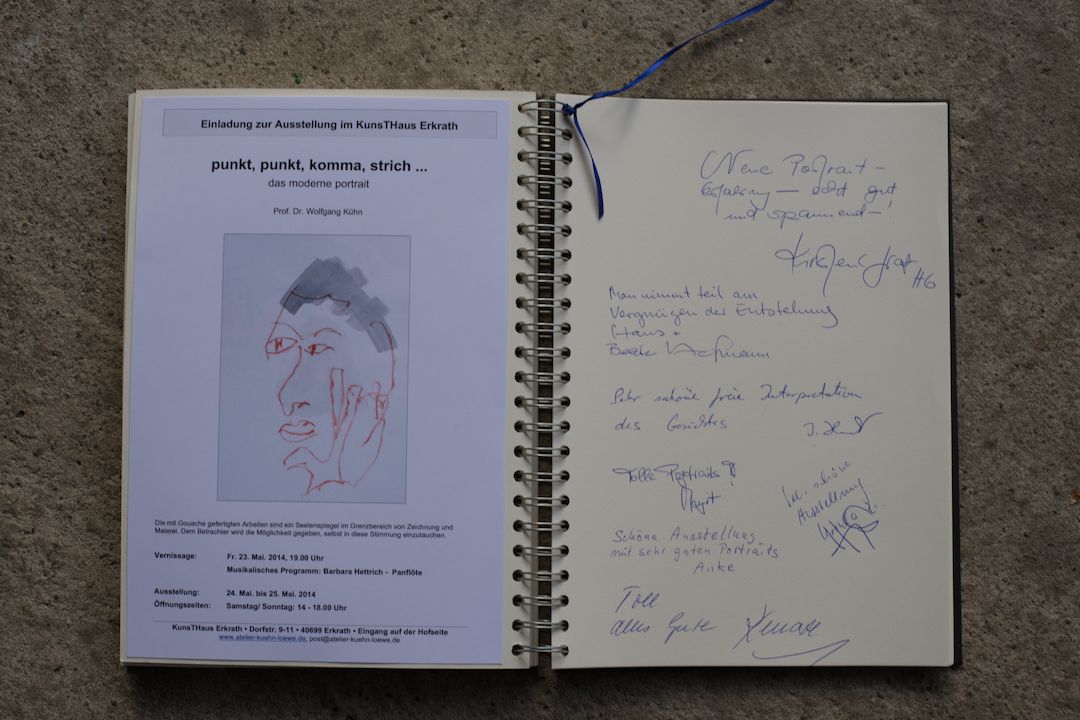 Einladung zur Ausstellung im KunsTHaus Erkrath
punkt, punkt, komma, strich ...
das moderne portrait
Prof. Dr. Wolfgang Kühn
Die mit Gouache gefertigten Arbeiten sind ein Seelenspiegel im Grenzbereich von Zeichnung und
Malerei. Dem Betrachter wird die Möglichkeit gegeben, selbst in diese Stimmung einzutauchen.
Vernissage: Fr. 23. Mai. 2014, 19.00 Uhr
Musikalisches Programm: Barbara Hettrich - Panflöte
Ausstellung: 24. Mai. bis 25. Mai. 2014
Öffnungszeiten: Samstag/ Sonntag: 14 - 18.00 Uhr
KunsTHaus Erkrath • Dorfstr. 9-11 • 40699 Erkrath • Eingang auf der Hofseite
www.atelier-kuehn-loewe.de, post@atelier-kuehn-loewe.de
Neue Portrait-
erfahrung – echt gut
und spannend – !
Man nimmt teil am
Vergnügen der Entstehung
Hans +
Beate Hofmann
Sehr schöne freie Interpretation
des Gesichtes
Tolle Portraits !
schöne
Ausstellung
Schöne Ausstellung
mit sehr guten Portraits
Anke
Toll
alles Gute